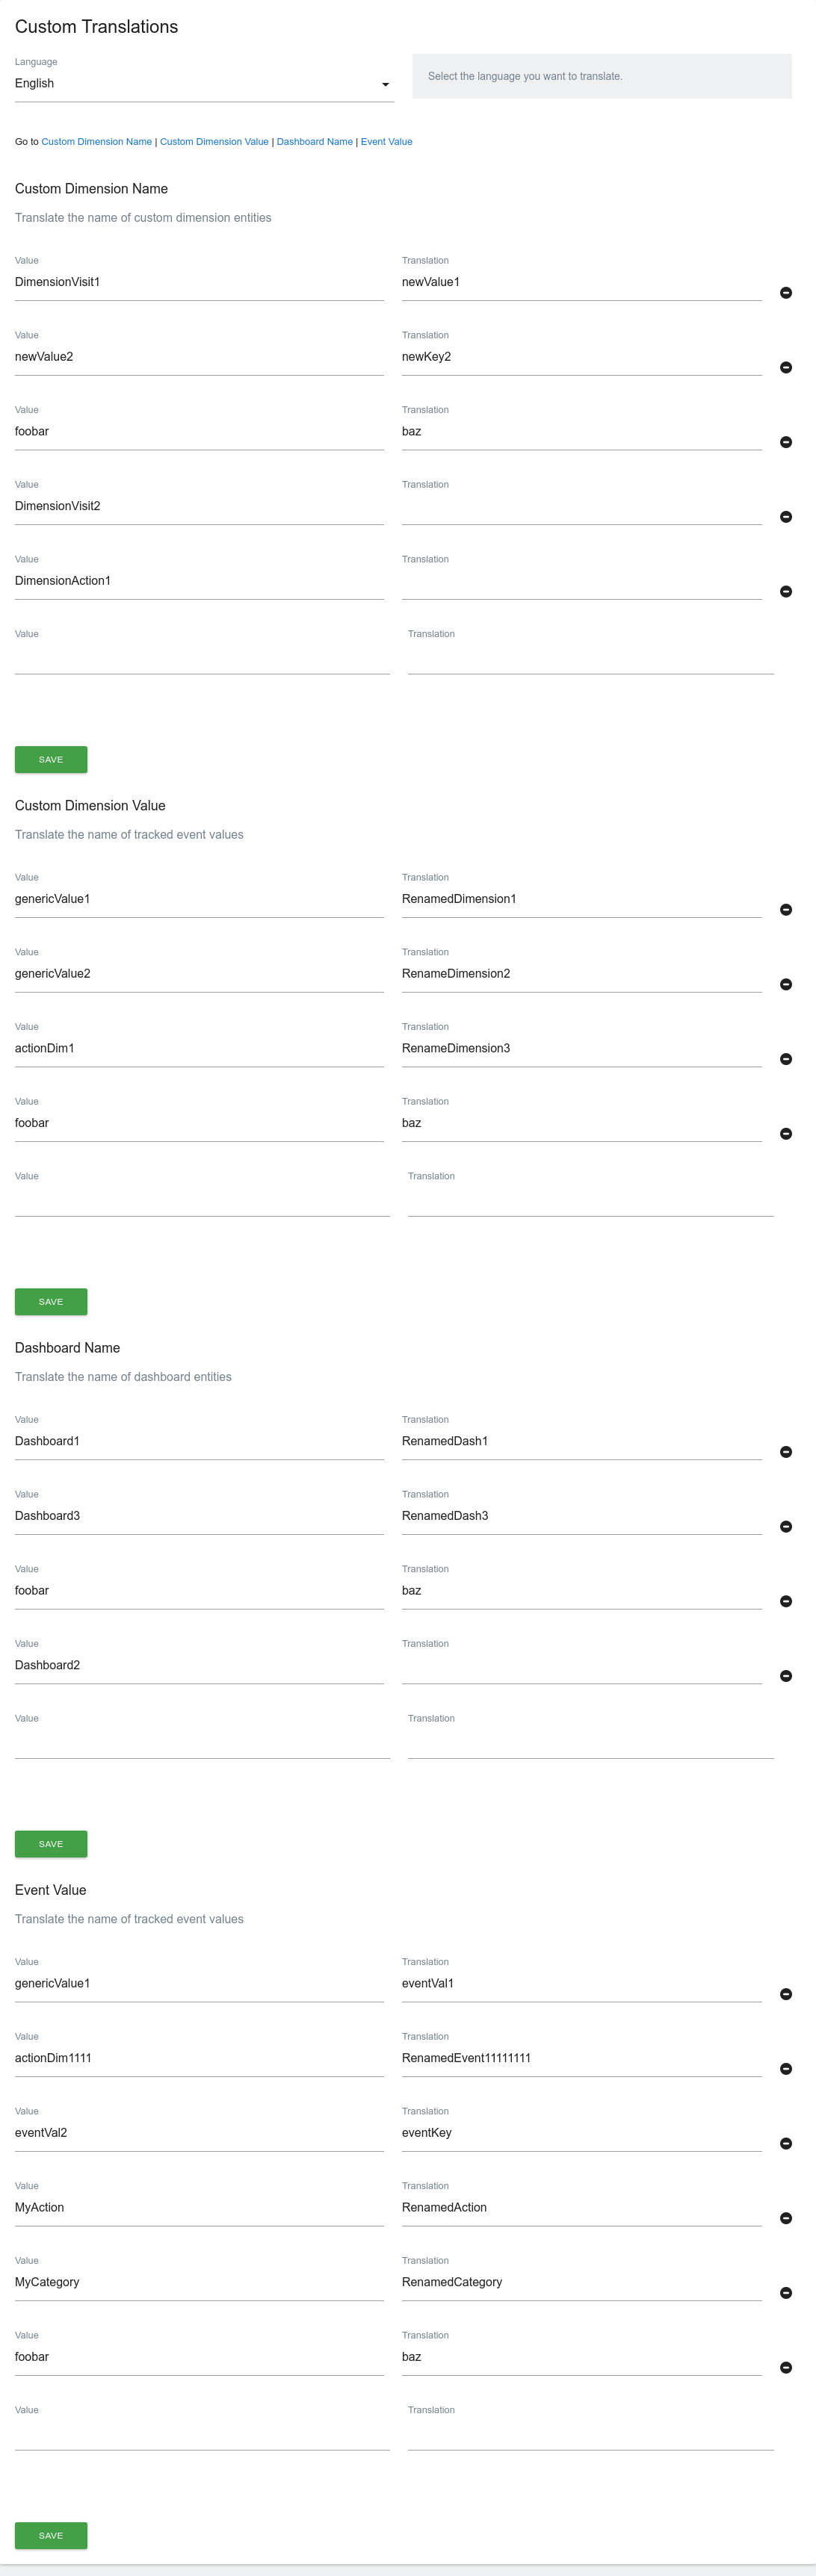 Custom Translations
Language
English
Select the language you want to translate.
Go to Custom Dimension Name | Custom Dimension Value | Dashboard Name | Event Value
Custom Dimension Name
Translate the name of custom dimension entities
Value Translation
DimensionVisit1 newValue1
Value Translation
newValue2 newKey2
Value Translation
foobar baz
Value Translation
DimensionVisit2
Value Translation
DimensionAction1
Value Translation
SAVE
Custom Dimension Value
Translate the name of tracked event values
Value Translation
genericValue1 RenamedDimension1
Value Translation
genericValue2 RenameDimension2
Value Translation
actionDim1 RenameDimension3
Value Translation
foobar baz
Value Translation
SAVE
Dashboard Name
Translate the name of dashboard entities
Value Translation
Dashboard1 RenamedDash1
Value Translation
Dashboard3 RenamedDash3
Value Translation
foobar baz
Value Translation
Dashboard2
Value Translation
SAVE
Event Value
Translate the name of tracked event values
Value Translation
genericValue1 eventVal1
Value Translation
actionDim1111 RenamedEvent11111111
Value Translation
eventVal2 eventKey
Value Translation
MyAction RenamedAction
Value Translation
MyCategory RenamedCategory
Value Translation
foobar baz
Value Translation
SAVE